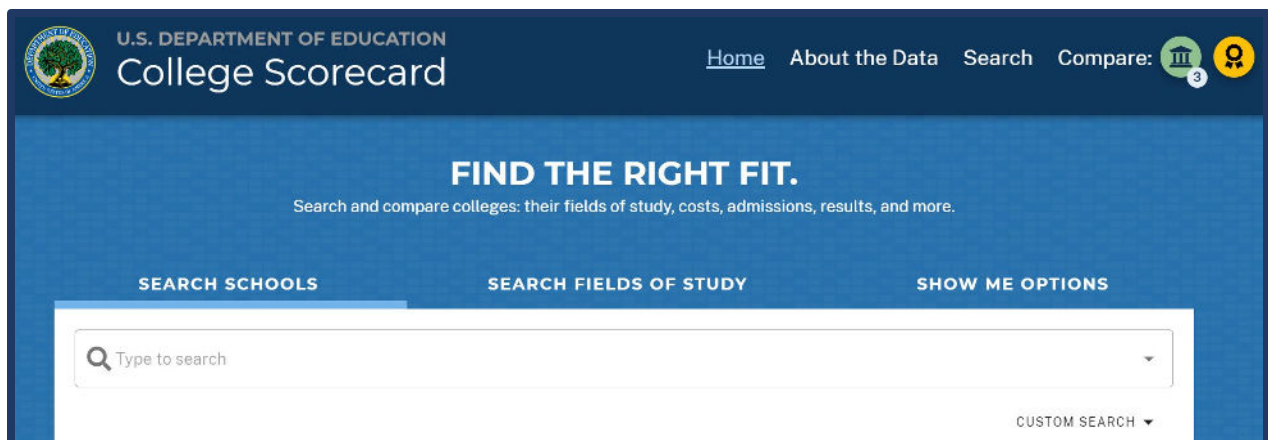 U.S. DEPARTMENT OF EDUCATION
College Scorecard
Home About the Data Search Compare: 3
FIND THE RIGHT FIT.
Search and compare colleges: their fields of study, costs, admissions, results, and more.
SEARCH SCHOOLS SEARCH FIELDS OF STUDY SHOW ME OPTIONS
Type to search
CUSTOM SEARCH